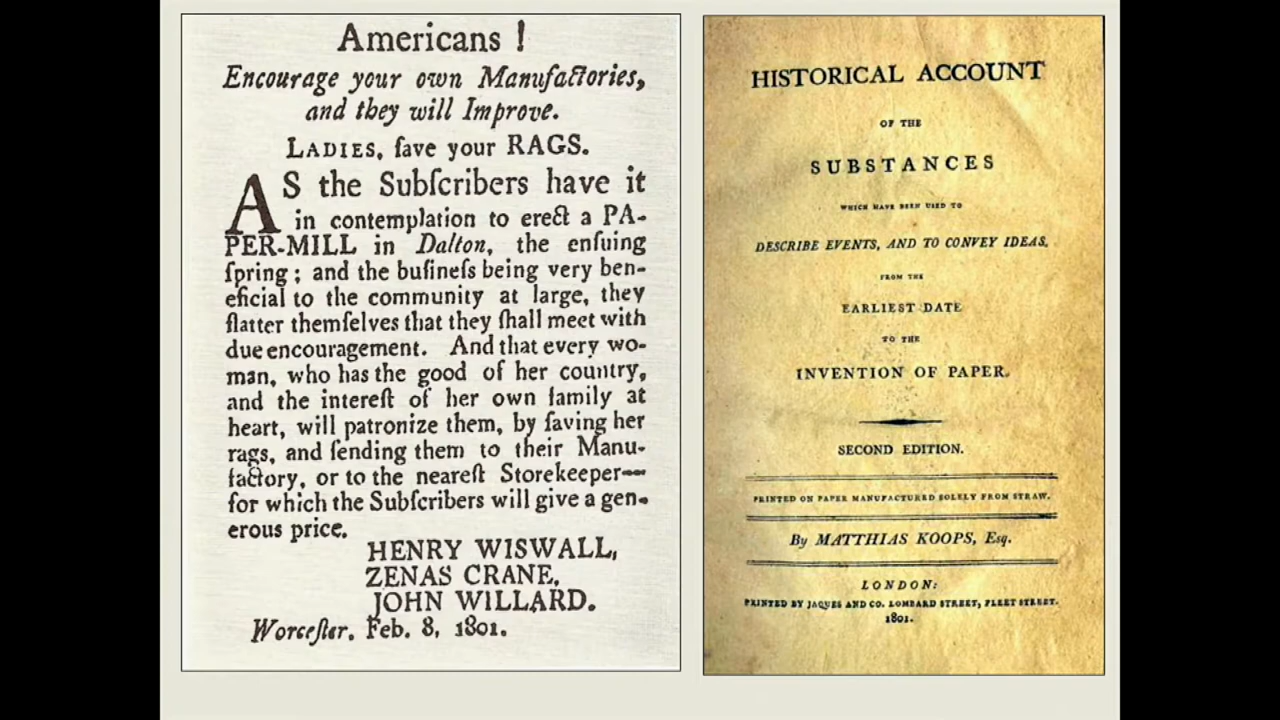 Americans !
Encourage your own Manufactories,
and they will Improve.
LADIES, ſave your RAGS.
AS the Subſcribers have it
in contemplation to erect a PA-
PER-MILL in Dalton, the enſuing
ſpring; and the buſineſs being very ben-
eficial to the community at large, they
flatter themſelves that they ſhall meet with
due encouragement. And that every wo-
man, who has the good of her country,
and the intereſt of her own family at
heart, will patronize them, by ſaving her
rags, and ſending them to their Manu-
factory, or to the neareſt Storekeeper—
for which the Subſcribers will give a gen-
erous price.
HENRY WISWALL,
ZENAS CRANE,
JOHN WILLARD.
Worceſter, Feb. 8, 1801.
HISTORICAL ACCOUNT
OF THE
SUBSTANCES
WHICH HAVE BEEN USED TO
DESCRIBE EVENTS, AND TO CONVEY IDEAS,
FROM THE
EARLIEST DATE
TO THE
INVENTION OF PAPER.
SECOND EDITION.
PRINTED ON PAPER MANUFACTURED SOLELY FROM STRAW.
By MATTHIAS KOOPS, Esq.
LONDON:
PRINTED BY JAQUES AND CO. LOMBARD STREET, FLEET STREET.
1801.